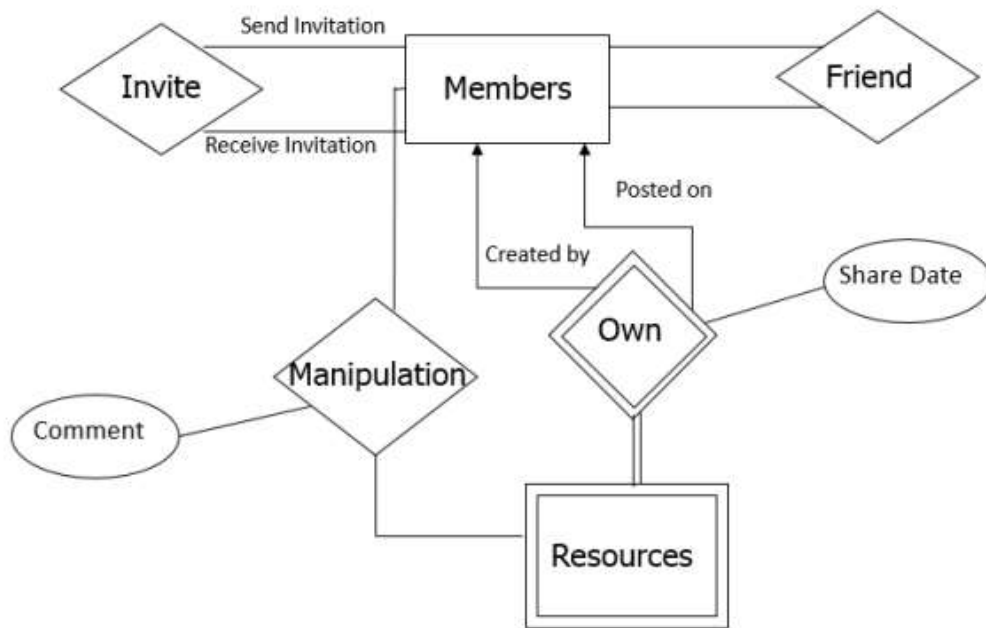 Send Invitation
Invite
Members
Friend
Receive Invitation
Posted on
Created by
Share Date
Own
Manipulation
Comment
Resources